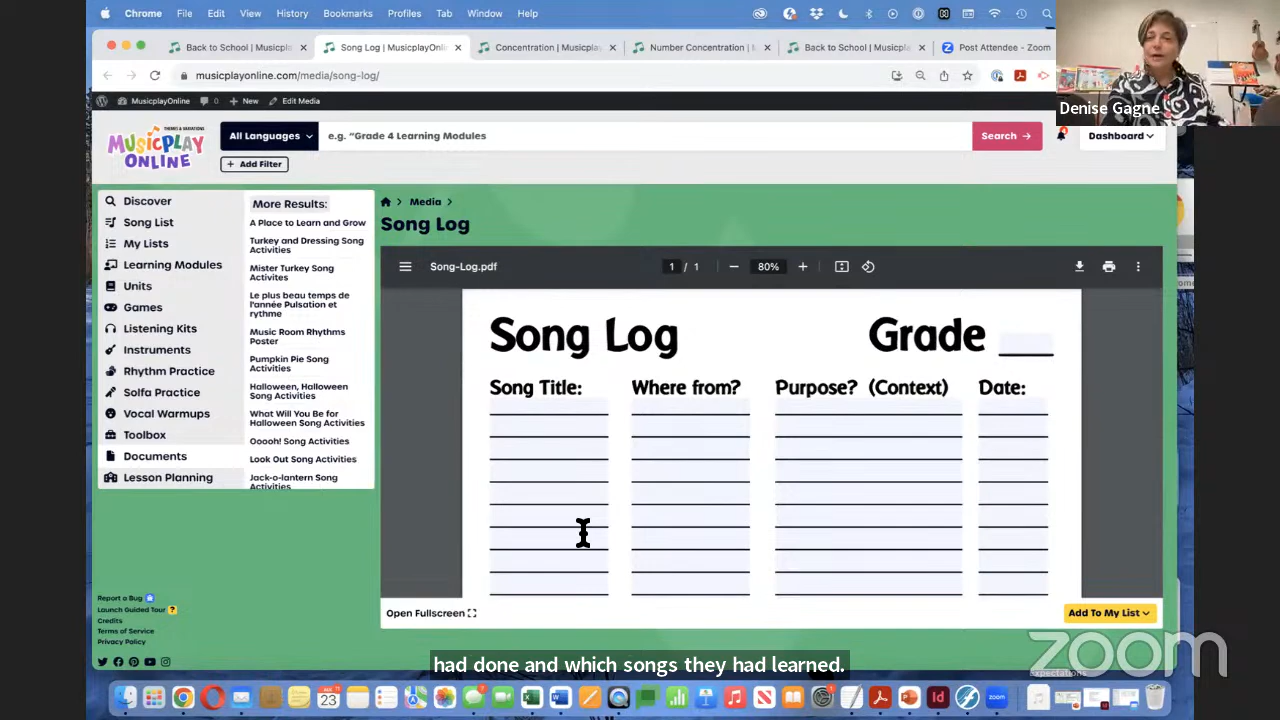 Chrome File Edit View History Bookmarks Profiles Tab Window Help
Back to School | Musicpla
Song Log | MusicplayOnli
Concentration | Musicplay
Number Concentration | M
Back to School | Musicpla
Post Attendee - Zoom
musicplayonline.com/media/song-log/
MusicplayOnline 0 New Edit Media
Denise Gagne
THEMES & VARIATIONS
MUSICPLAY
ONLINE
All Languages
e.g. "Grade 4 Learning Modules
Search →
Dashboard
+ Add Filter
Discover
Song List
My Lists
Learning Modules
Units
Games
Listening Kits
Instruments
Rhythm Practice
Solfa Practice
Vocal Warmups
Toolbox
Documents
Lesson Planning
More Results:
A Place to Learn and Grow
Turkey and Dressing Song
Activities
Mister Turkey Song
Activites
Le plus beau temps de
l'année Pulsation et
rythme
Music Room Rhythms
Poster
Pumpkin Pie Song
Activities
Halloween, Halloween
Song Activities
What Will You Be for
Halloween Song Activities
Ooooh! Song Activities
Look Out Song Activities
Jack-o-lantern Song
Activities
Media
Song Log
Song-Log.pdf
1 / 1
80%
Song Log
Grade
Song Title:
Where from?
Purpose? (Context)
Date:
Open Fullscreen
Add To My List
Report a Bug
Launch Guided Tour ?
Credits
Terms of Service
Privacy Policy
had done and which songs they had learned.
zoom
expectations
23
zoom